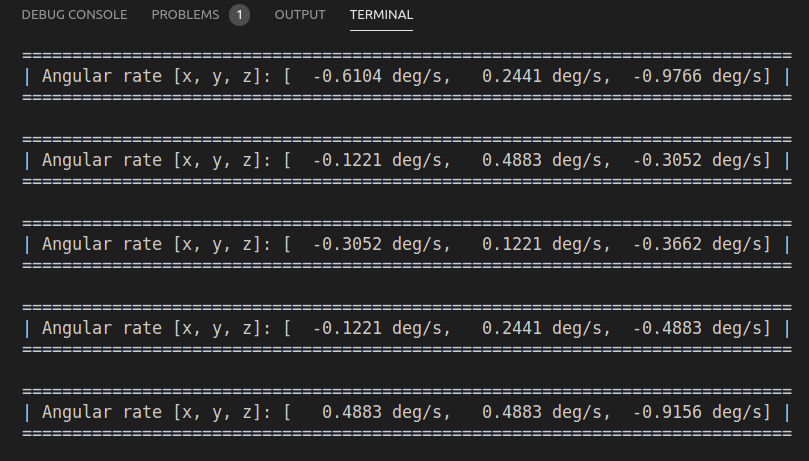 DEBUG CONSOLE PROBLEMS 1 OUTPUT TERMINAL
=============================================================================
| Angular rate [x, y, z]: [  -0.6104 deg/s,   0.2441 deg/s,  -0.9766 deg/s] |
=============================================================================
=============================================================================
| Angular rate [x, y, z]: [  -0.1221 deg/s,   0.4883 deg/s,  -0.3052 deg/s] |
=============================================================================
=============================================================================
| Angular rate [x, y, z]: [  -0.3052 deg/s,   0.1221 deg/s,  -0.3662 deg/s] |
=============================================================================
=============================================================================
| Angular rate [x, y, z]: [  -0.1221 deg/s,   0.2441 deg/s,  -0.4883 deg/s] |
=============================================================================
=============================================================================
| Angular rate [x, y, z]: [   0.4883 deg/s,   0.4883 deg/s,  -0.9156 deg/s] |
=============================================================================